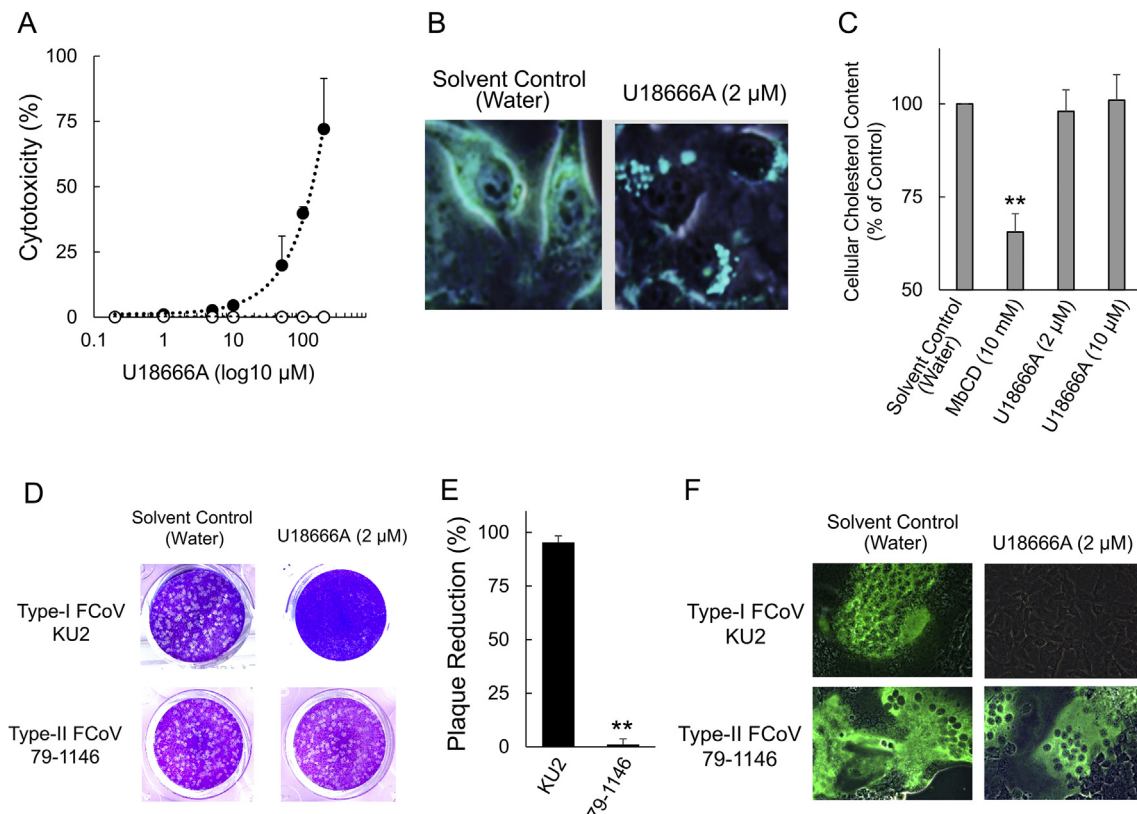 A
100
75
50
25
0
0.1
1
10
100
Cytotoxicity (%)
U18666A (log10 µM)
B
Solvent Control
(Water)
U18666A (2 µM)
C
100
75
50
Cellular Cholesterol Content
(% of Control)
**
Solvent Control
(Water)
MbCD (10 mM)
U18666A (2 µM)
U18666A (10 µM)
D
Solvent Control
(Water)
U18666A (2 µM)
Type-I FCoV
KU2
Type-II FCoV
79-1146
E
Plaque Reduction (%)
100
75
50
25
0
**
KU2
79-1146
F
Solvent Control
(Water)
U18666A (2 µM)
Type-I FCoV
KU2
Type-II FCoV
79-1146